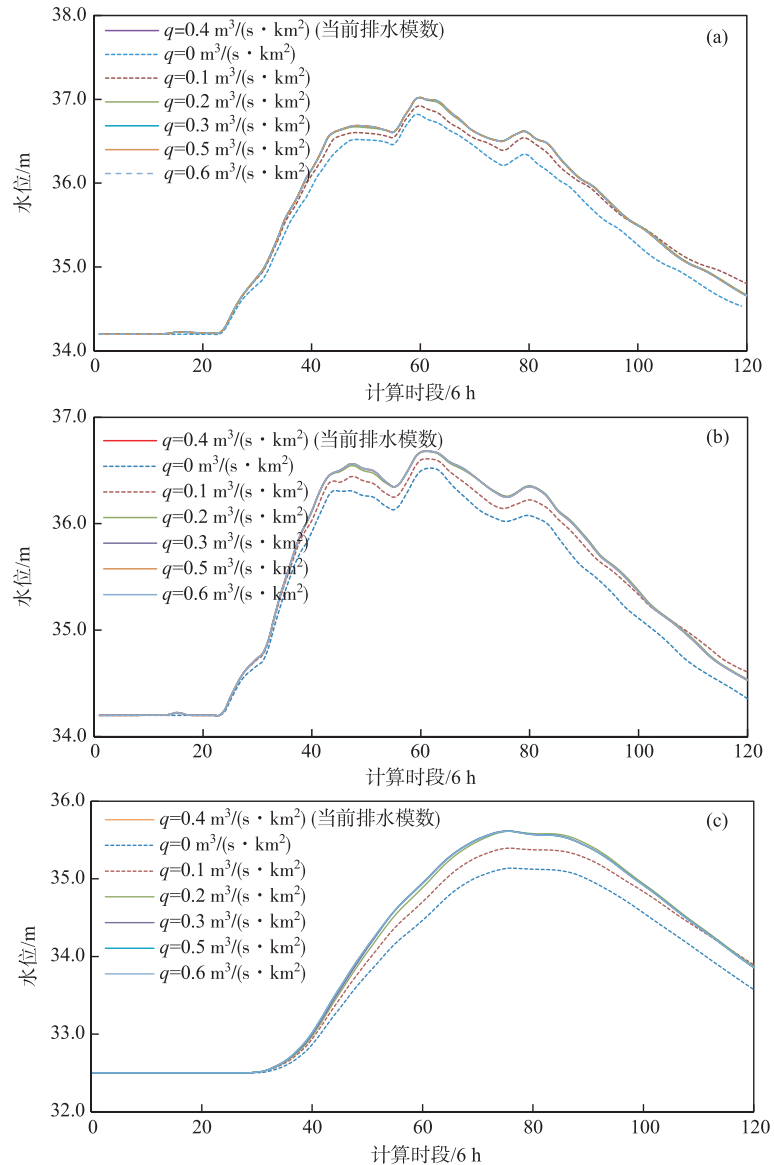 38.0
q=0.4 m³/(s·km²) (当前排水模数)
(a)
q=0 m³/(s·km²)
q=0.1 m³/(s·km²)
37.0
q=0.2 m³/(s·km²)
q=0.3 m³/(s·km²)
q=0.5 m³/(s·km²)
q=0.6 m³/(s·km²)
36.0
水位/m
35.0
34.0
0 20 40 60 80 100 120
计算时段/6 h
37.0
q=0.4 m³/(s·km²) (当前排水模数)
(b)
q=0 m³/(s·km²)
q=0.1 m³/(s·km²)
36.0
q=0.2 m³/(s·km²)
q=0.3 m³/(s·km²)
q=0.5 m³/(s·km²)
q=0.6 m³/(s·km²)
水位/m
35.0
34.0
0 20 40 60 80 100 120
计算时段/6 h
36.0
q=0.4 m³/(s·km²) (当前排水模数)
(c)
q=0 m³/(s·km²)
q=0.1 m³/(s·km²)
35.0
q=0.2 m³/(s·km²)
q=0.3 m³/(s·km²)
q=0.5 m³/(s·km²)
q=0.6 m³/(s·km²)
34.0
水位/m
33.0
32.0
0 20 40 60 80 100 120
计算时段/6 h